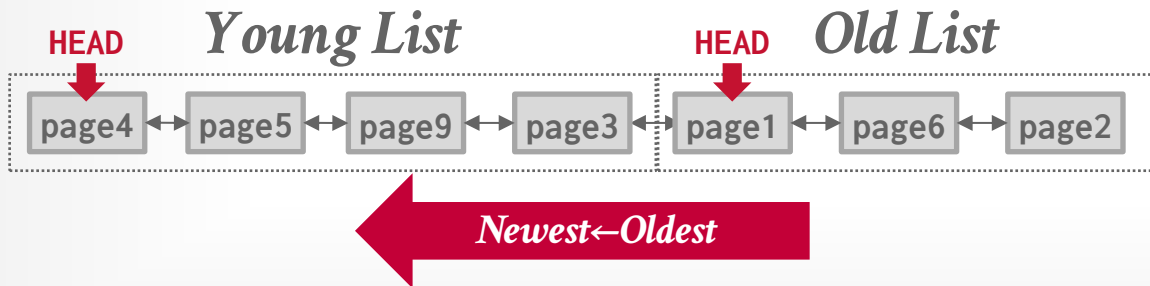 Young List
Old List
HEAD
HEAD
page4
page5
page9
page3
page1
page6
page2
Newest←Oldest